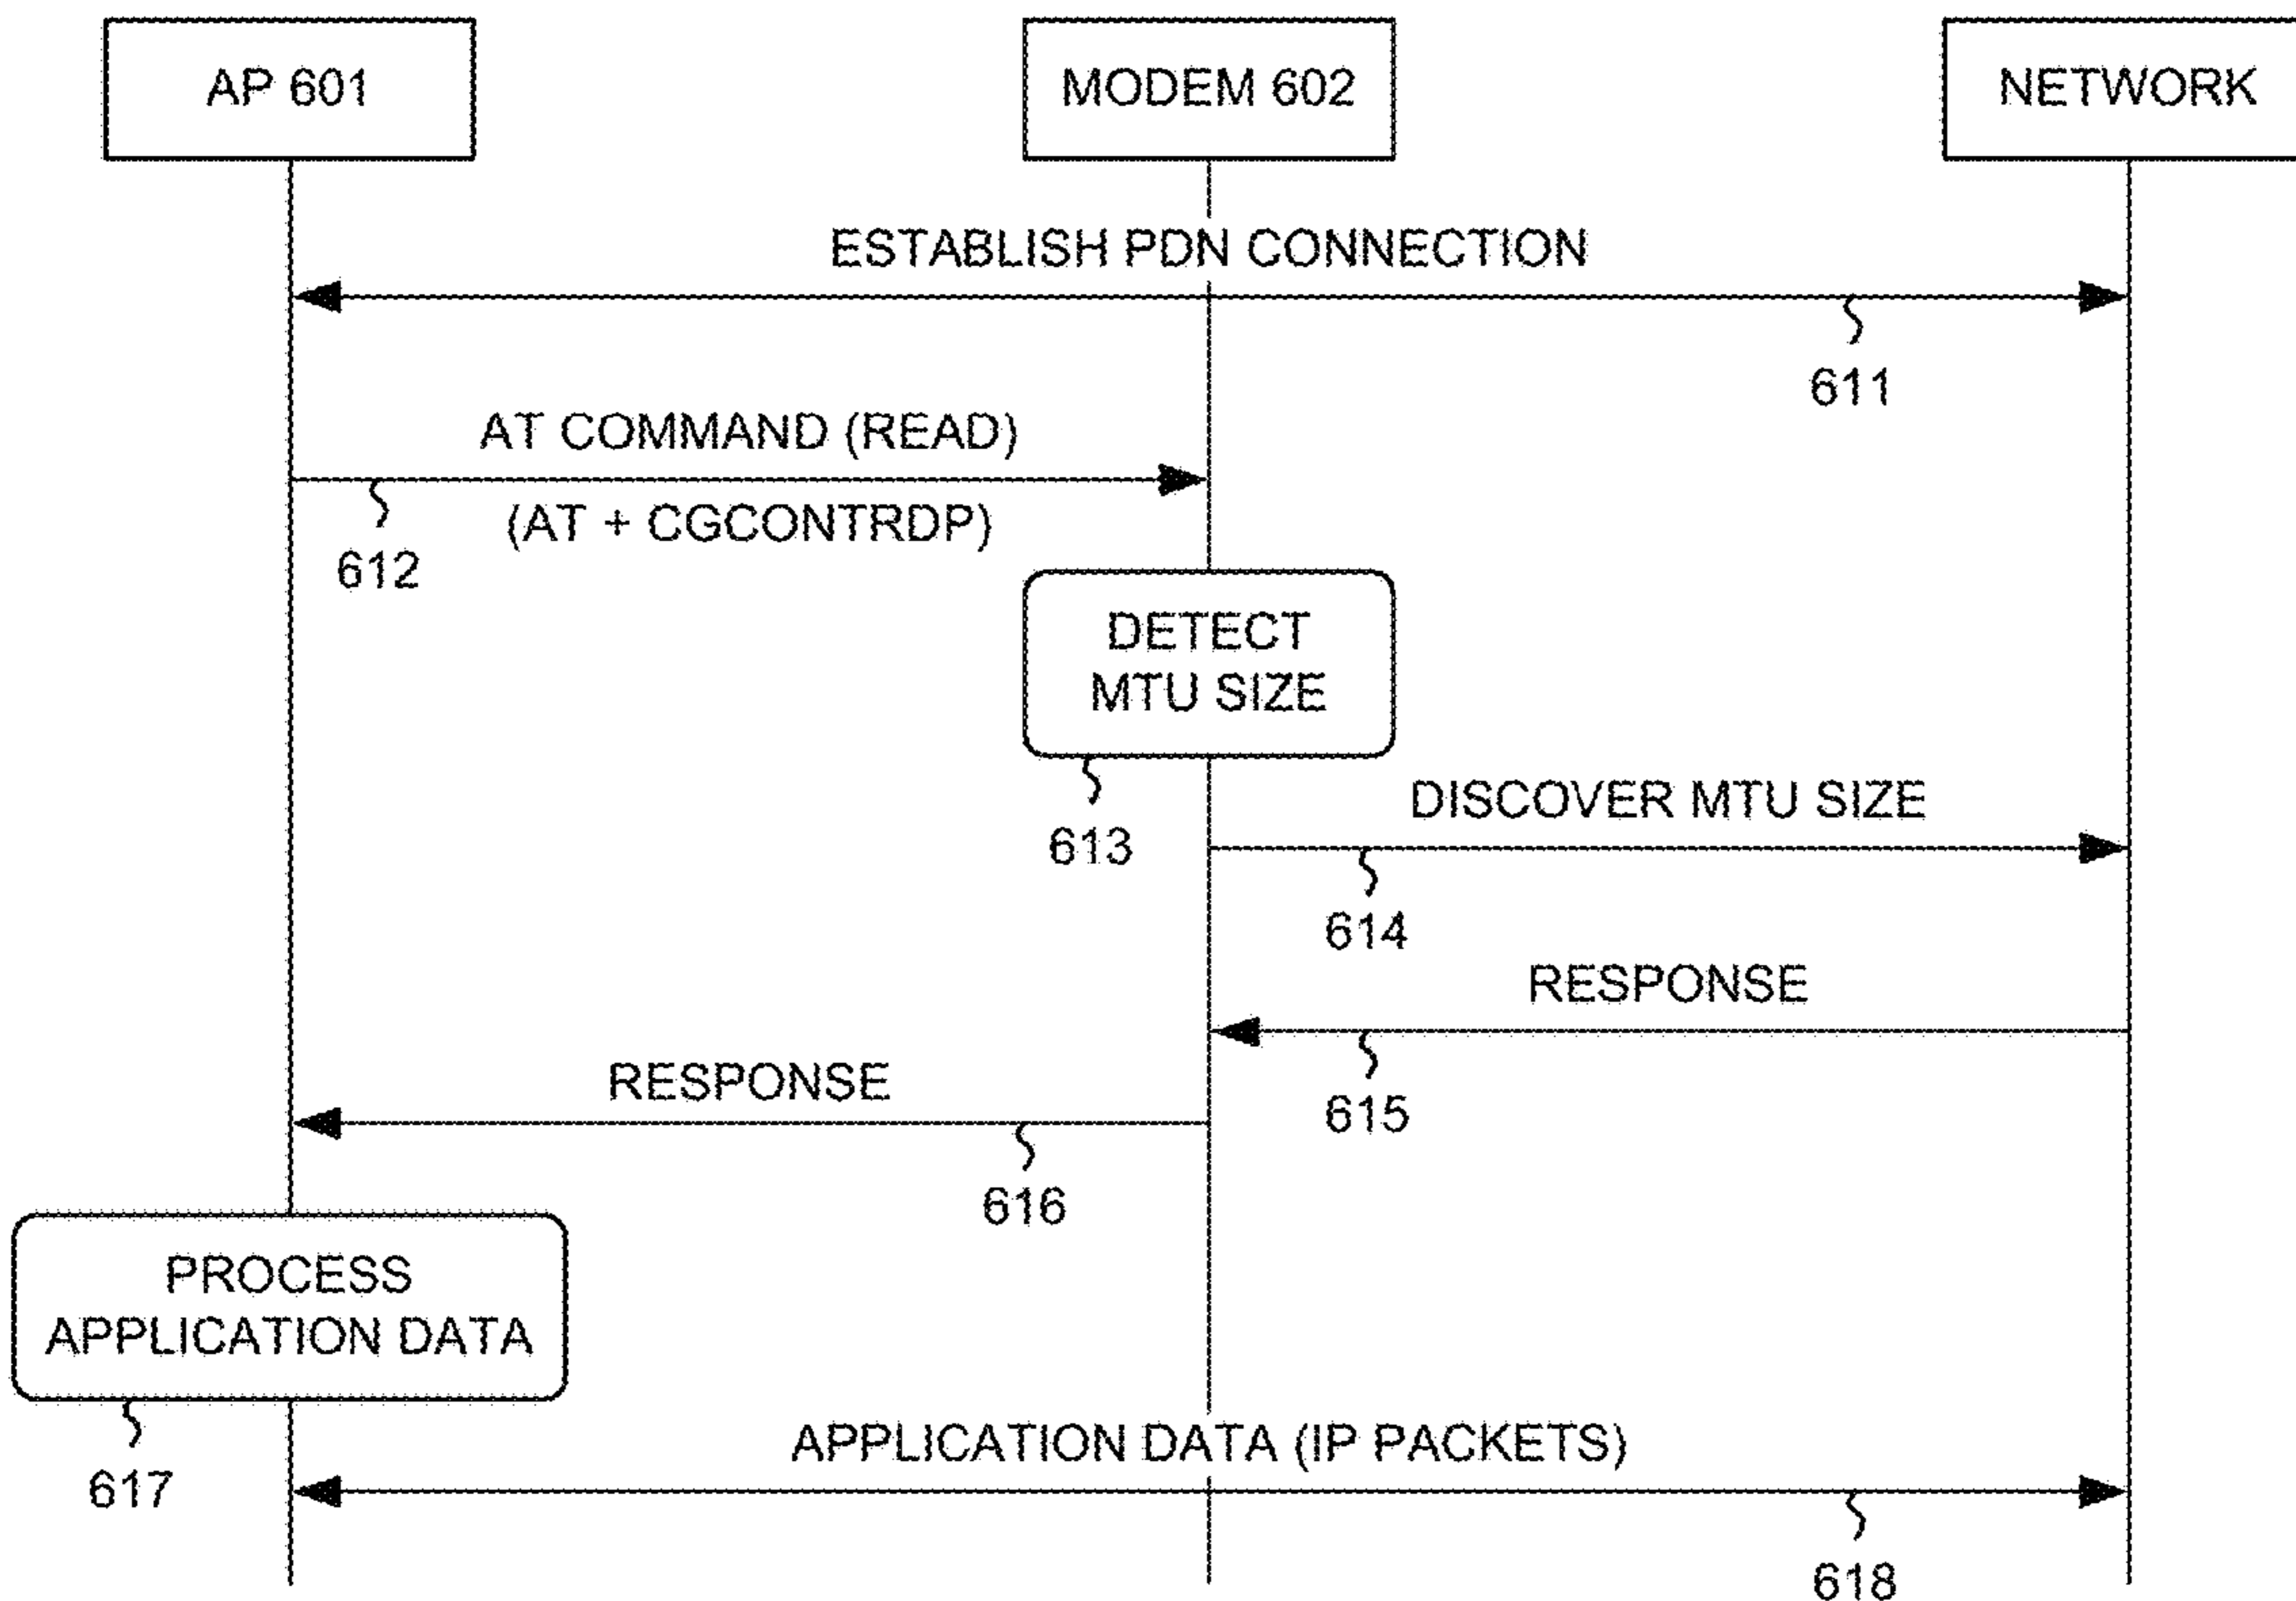 AP 601
MODEM 602
NETWORK
ESTABLISH PDN CONNECTION
611
AT COMMAND (READ)
(AT + CGCONTRDP)
612
DETECT
MTU SIZE
613
DISCOVER MTU SIZE
614
RESPONSE
615
RESPONSE
616
PROCESS
APPLICATION DATA
617
APPLICATION DATA (IP PACKETS)
618